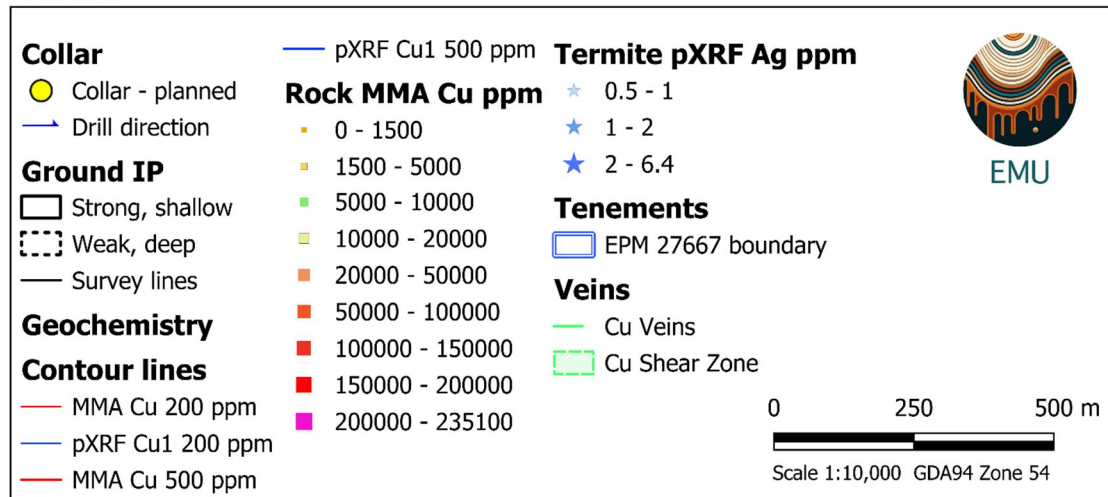 Collar
Collar - planned
Drill direction
Ground IP
Strong, shallow
Weak, deep
Survey lines
Geochemistry
Contour lines
MMA Cu 200 ppm
pXRF Cu1 200 ppm
MMA Cu 500 ppm
pXRF Cu1 500 ppm
Rock MMA Cu ppm
0 - 1500
1500 - 5000
5000 - 10000
10000 - 20000
20000 - 50000
50000 - 100000
100000 - 150000
150000 - 200000
200000 - 235100
Termite pXRF Ag ppm
0.5 - 1
1 - 2
2 - 6.4
Tenements
EPM 27667 boundary
Veins
Cu Veins
Cu Shear Zone
EMU
0 250 500 m
Scale 1:10,000 GDA94 Zone 54